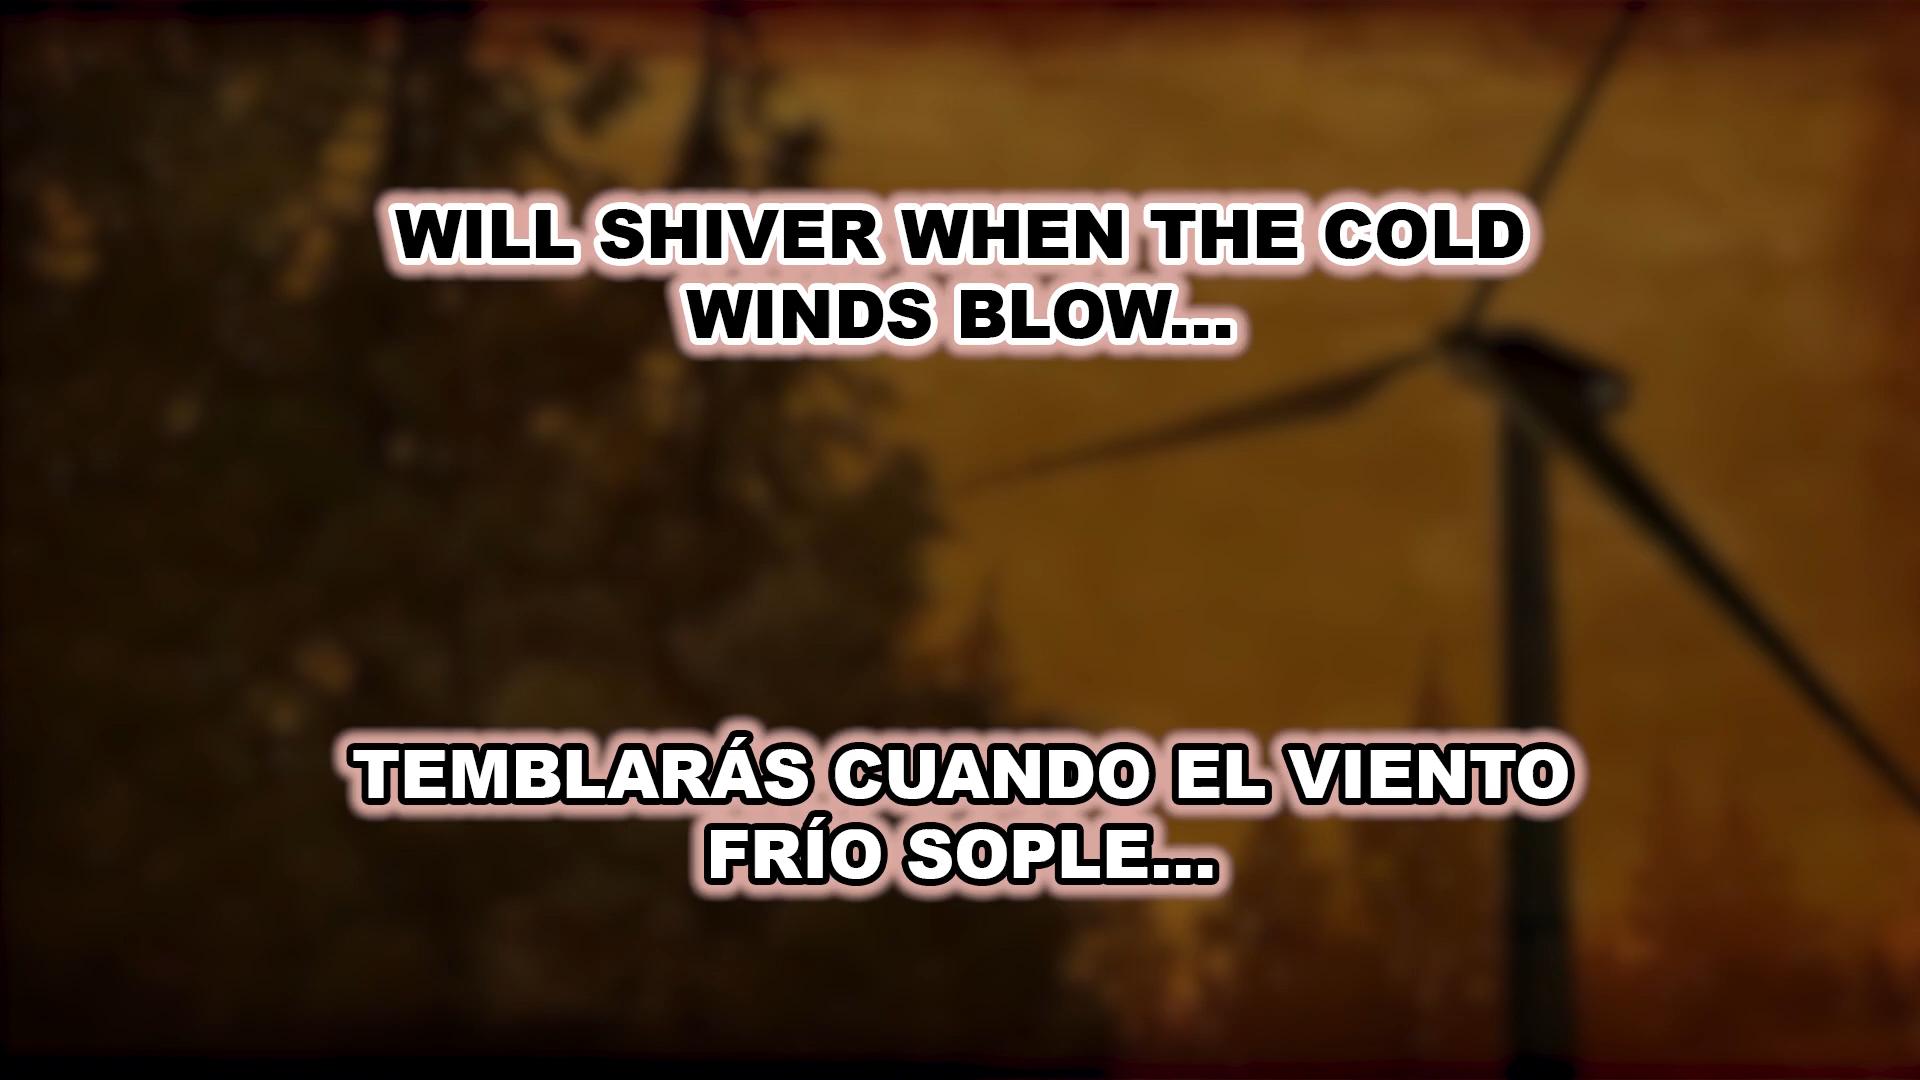 WILL SHIVER WHEN THE COLD
WINDS BLOW...
TEMBLARÁS CUANDO EL VIENTO
FRÍO SOPLE...